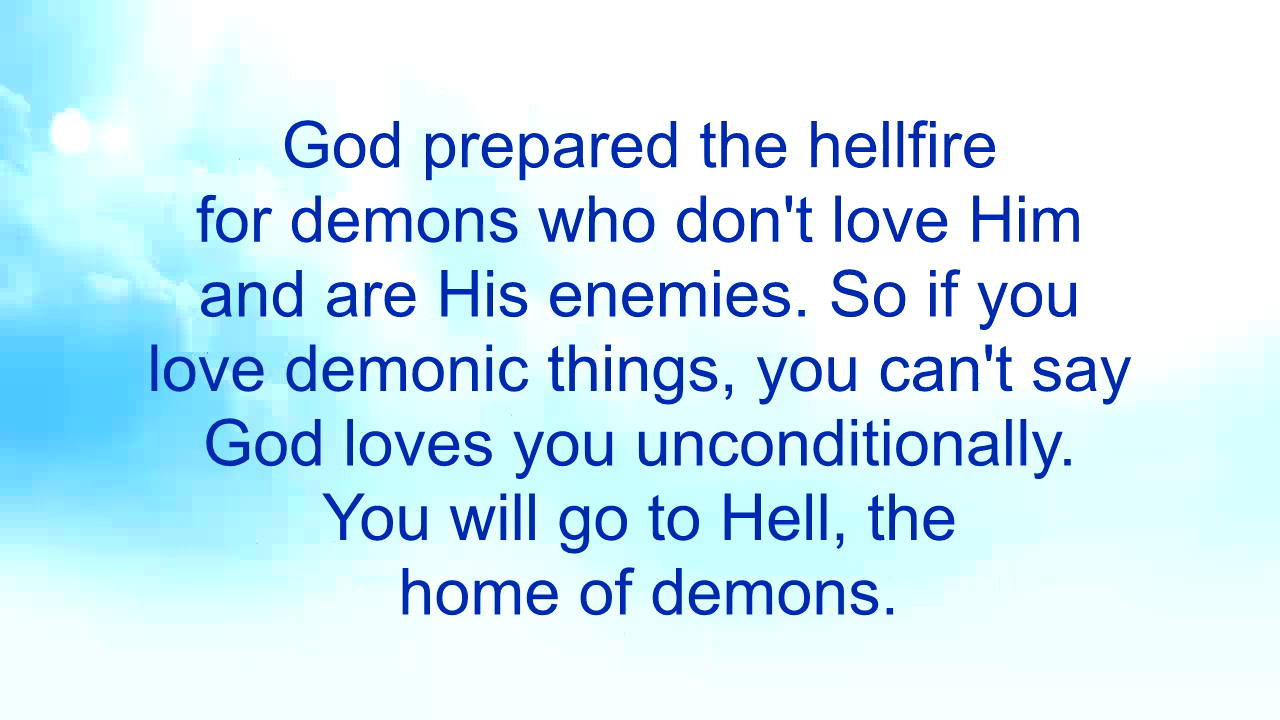 God prepared the hellfire
for demons who don't love Him
and are His enemies. So if you
love demonic things, you can't say
God loves you unconditionally.
You will go to Hell, the
home of demons.